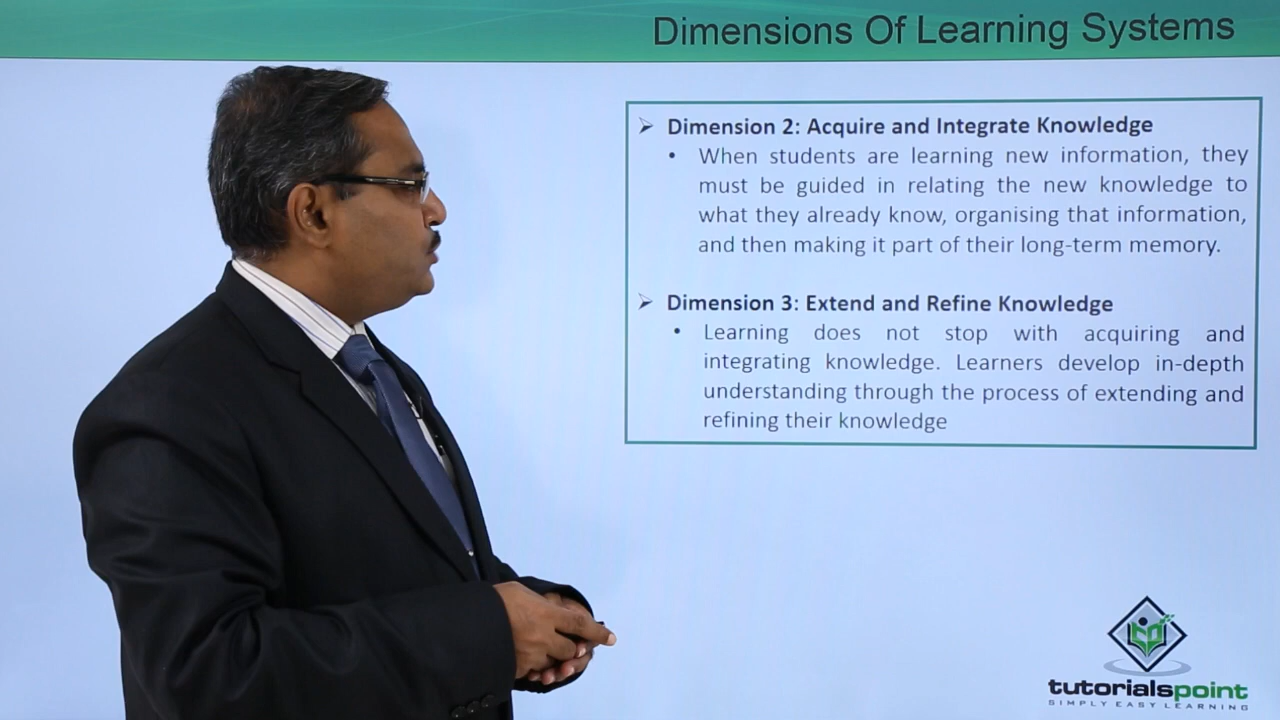 Dimensions Of Learning Systems
➢ Dimension 2: Acquire and Integrate Knowledge
• When students are learning new information, they
must be guided in relating the new knowledge to
what they already know, organising that information,
and then making it part of their long-term memory.
➢ Dimension 3: Extend and Refine Knowledge
• Learning does not stop with acquiring and
integrating knowledge. Learners develop in-depth
understanding through the process of extending and
refining their knowledge
tutorialspoint
SIMPLY EASY LEARNING